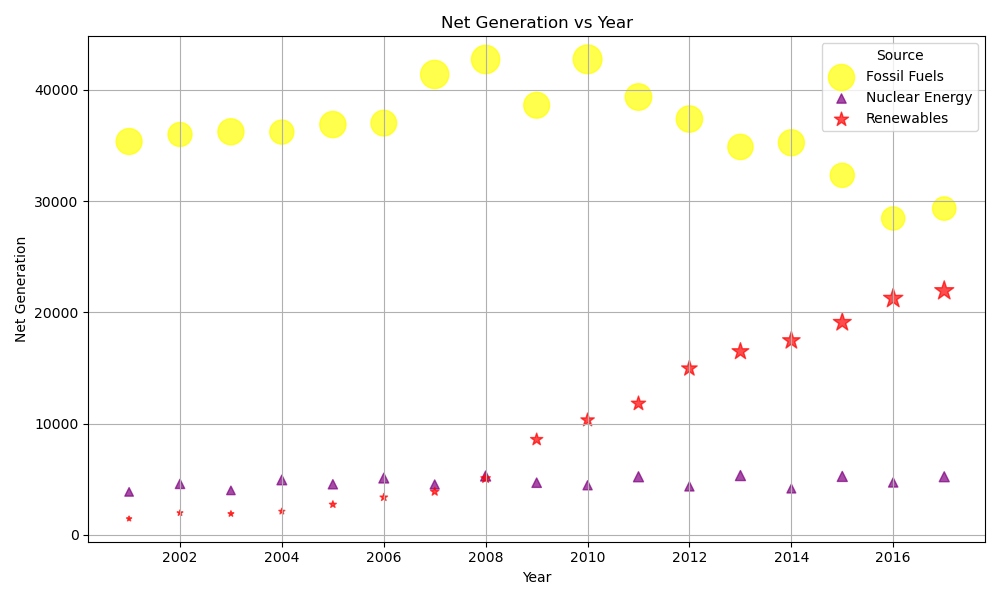 Net Generation vs Year
Source
Fossil Fuels
Nuclear Energy
Renewables
Net Generation
40000
30000
20000
10000
0
2002 2004 2006 2008 2010 2012 2014 2016
Year